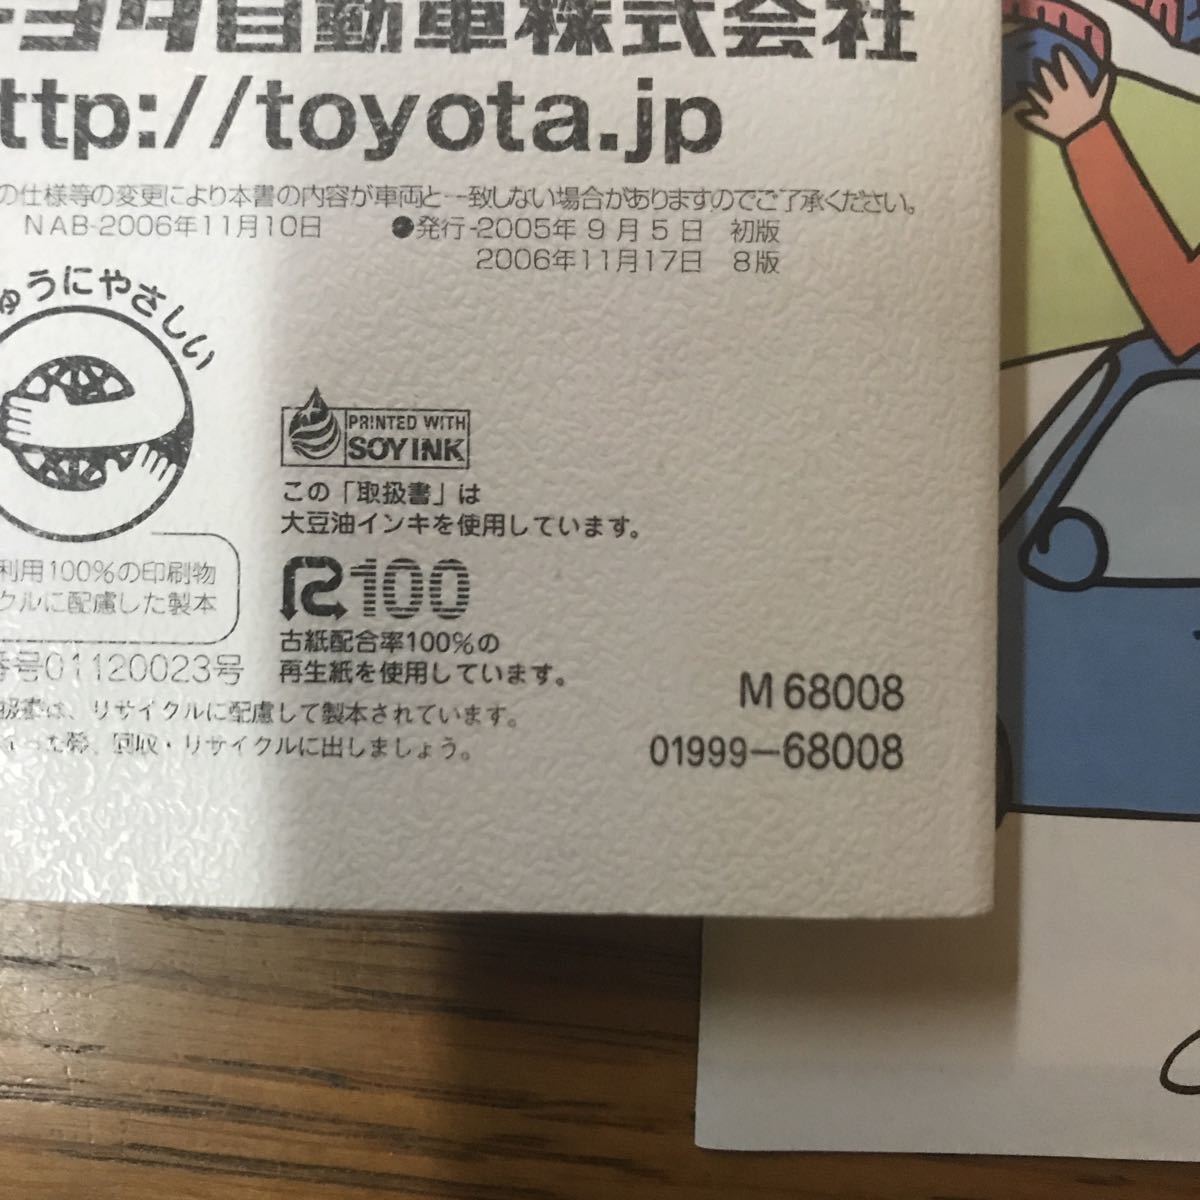 トヨタ自動車株式会社
ttp://toyota.jp
の仕様等の変更により本書の内容が車両と一致しない場合がありますのでご了承ください。
NAB-2006年11月10日 ●発行-2005年9月5日 初版
2006年11月17日 8版
ゅうにやさしい
PRINTED WITH
SOY INK
この「取扱書」は
大豆油インキを使用しています。
R100
古紙配合率100%の
再生紙を使用しています。
利用100%の印刷物
クルに配慮した製本
番号01120023号
扱書は、リサイクルに配慮して製本されています。
なった際、回収・リサイクルに出しましょう。
M 68008
01999-68008